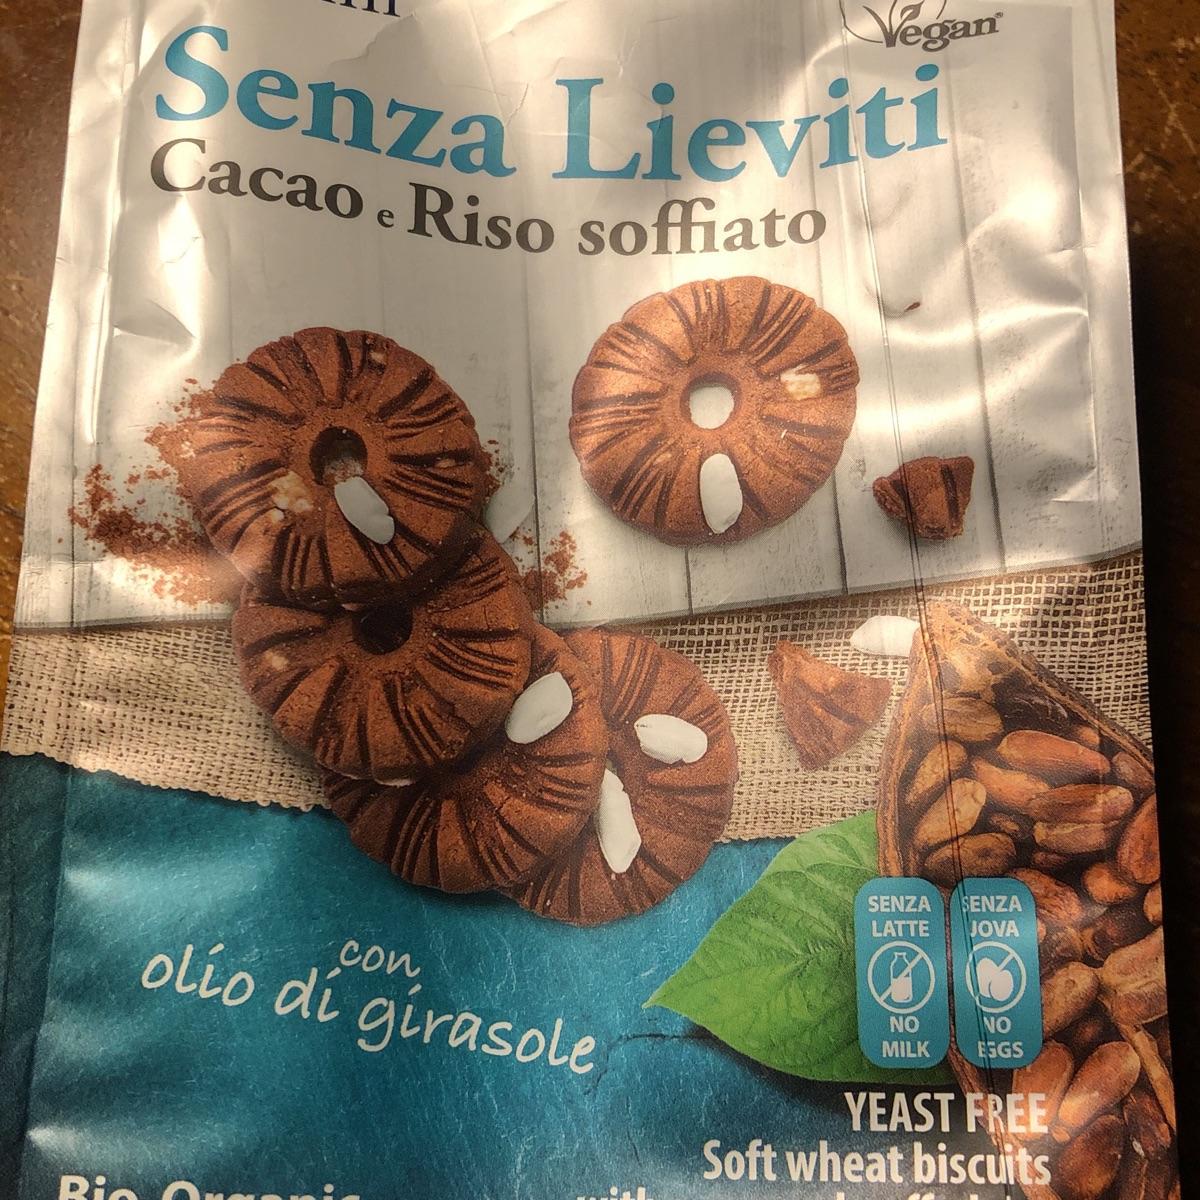 Vegan
Senza Lieviti
Cacao e Riso soffiato
con
olio di girasole
SENZA
LATTE
NO
MILK
SENZA
UOVA
NO
EGGS
YEAST FREE
Soft wheat biscuits
Bio Organic
with